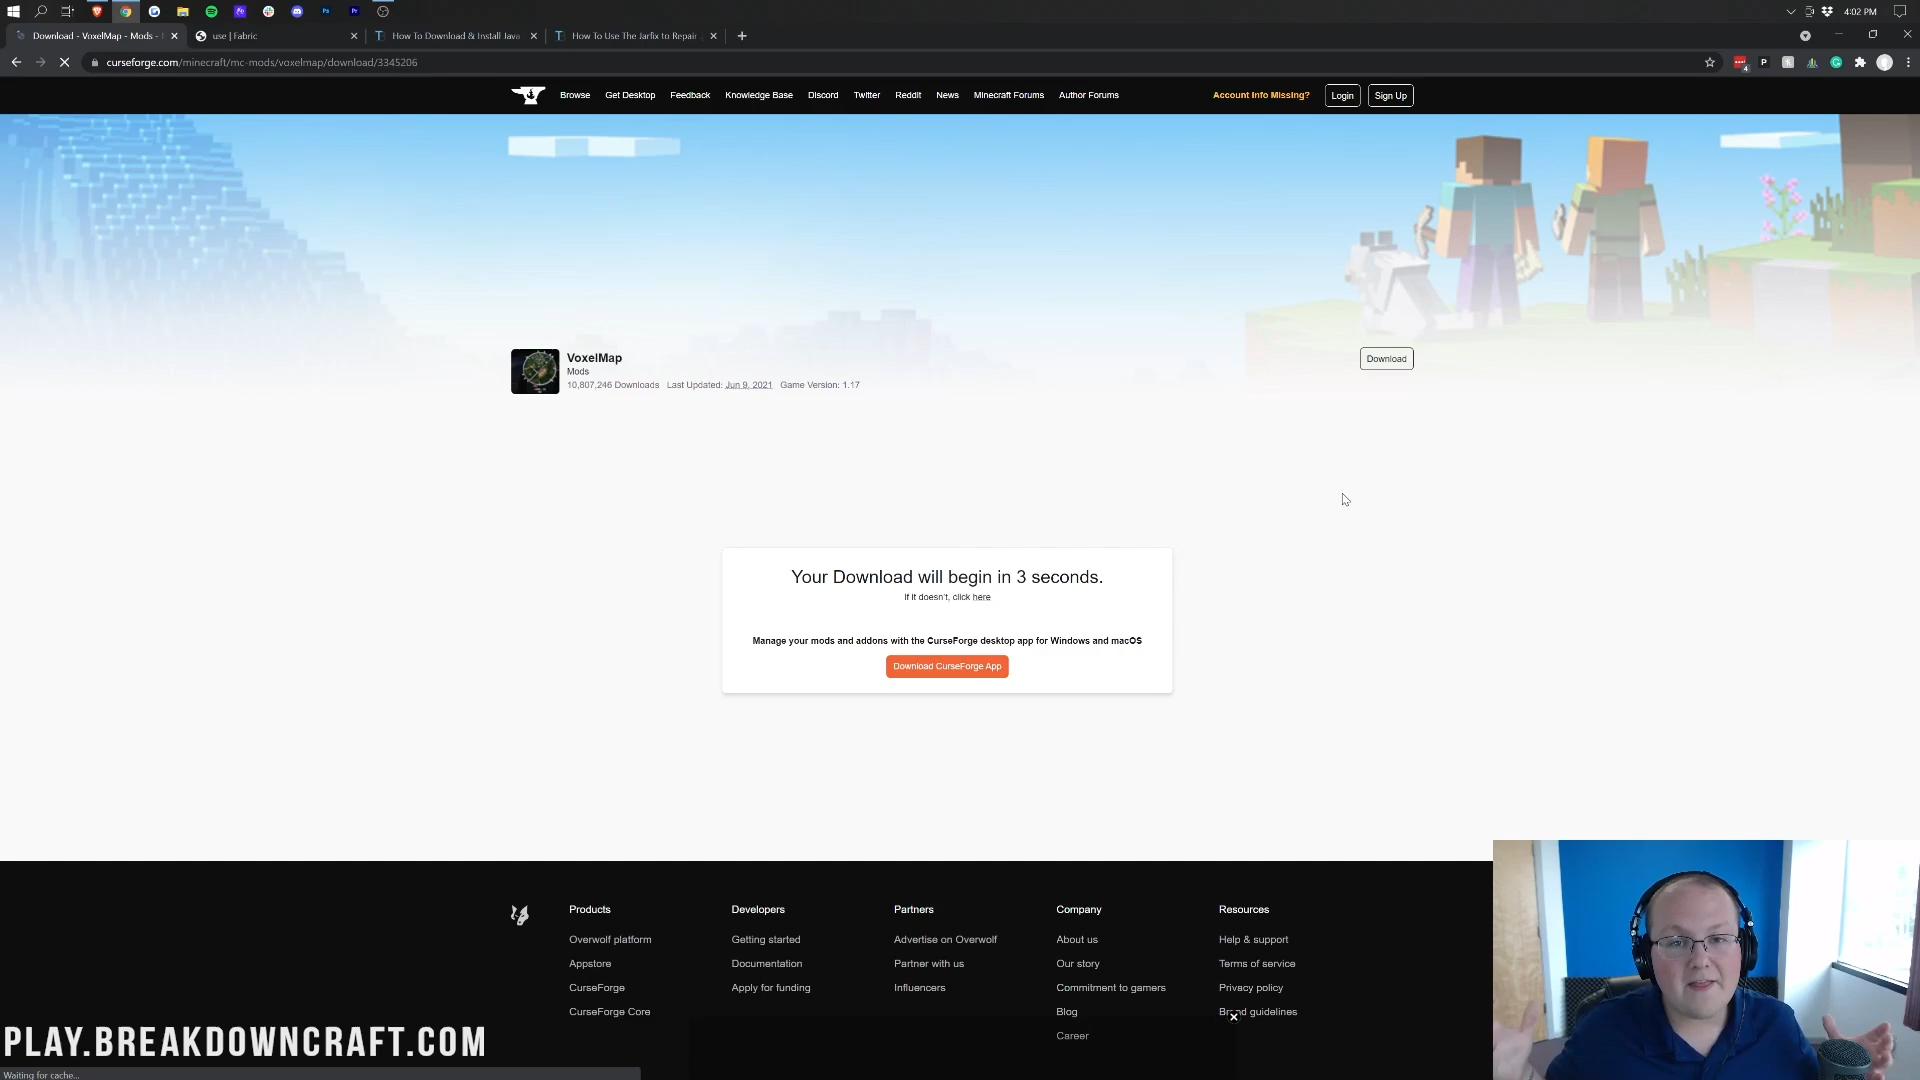 4:02 PM
Download - VoxelMap - Mods -
use | Fabric
How To Download & Install Java
How To Use The Jarfix to Repair
curseforge.com/minecraft/mc-mods/voxelmap/download/3345206
Browse Get Desktop Feedback Knowledge Base Discord Twitter Reddit News Minecraft Forums Author Forums Account Info Missing? Login Sign Up
VoxelMap
Mods
10,807,246 Downloads Last Updated: Jun 9, 2021 Game Version: 1.17
Download
Your Download will begin in 3 seconds.
If it doesn't, click here
Manage your mods and addons with the CurseForge desktop app for Windows and macOS
Download CurseForge App
Products
Overwolf platform
Appstore
CurseForge
CurseForge Core
Developers
Getting started
Documentation
Apply for funding
Partners
Advertise on Overwolf
Partner with us
Influencers
Company
About us
Our story
Commitment to gamers
Blog
Career
Resources
Help & support
Terms of service
Privacy policy
Brand guidelines
PLAY.BREAKDOWNCRAFT.COM
Waiting for cache...